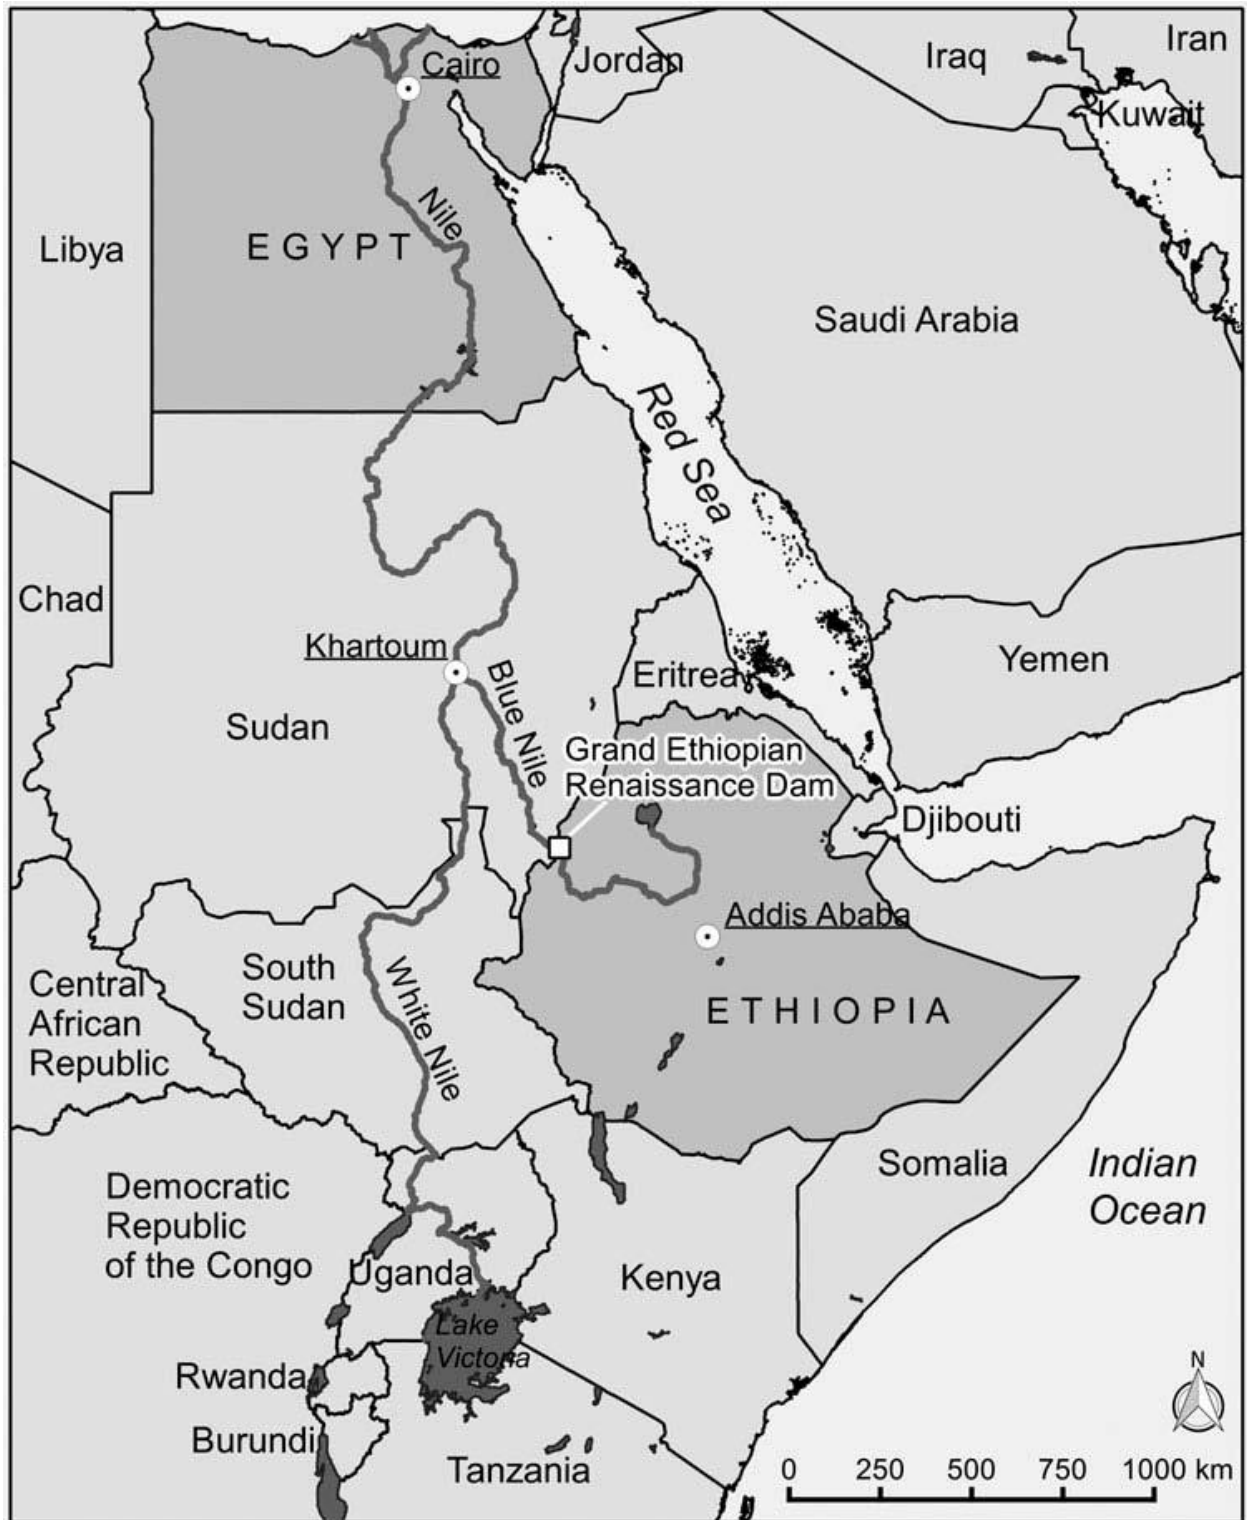 Cairo
Jordan
Iraq
Iran
Kuwait
Nile
Libya
EGYPT
Saudi Arabia
Red Sea
Chad
Khartoum
Blue Nile
Eritrea
Yemen
Sudan
Grand Ethiopian
Renaissance Dam
Djibouti
Addis Ababa
South
Sudan
White Nile
Central
African
Republic
ETHIOPIA
Somalia
Indian
Ocean
Democratic
Republic
of the Congo
Uganda
Kenya
Lake
Victoria
Rwanda
Burundi
Tanzania
N
0 250 500 750 1000 km